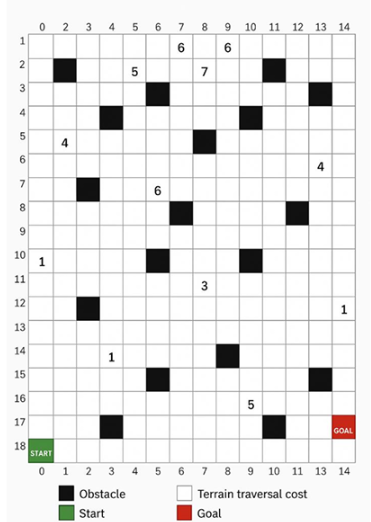 0 2 3 4 5 6 7 8 9 10 11 12 13 14
1 6 6
2 5 7
3
4
5 4
6 4
7 6
8
9
10 1
11 3
12 1
13
14 1
15
16 5
17 GOAL
18 START
0 1 2 3 4 5 6 7 8 9 10 11 13 14
Obstacle Terrain traversal cost
Start Goal